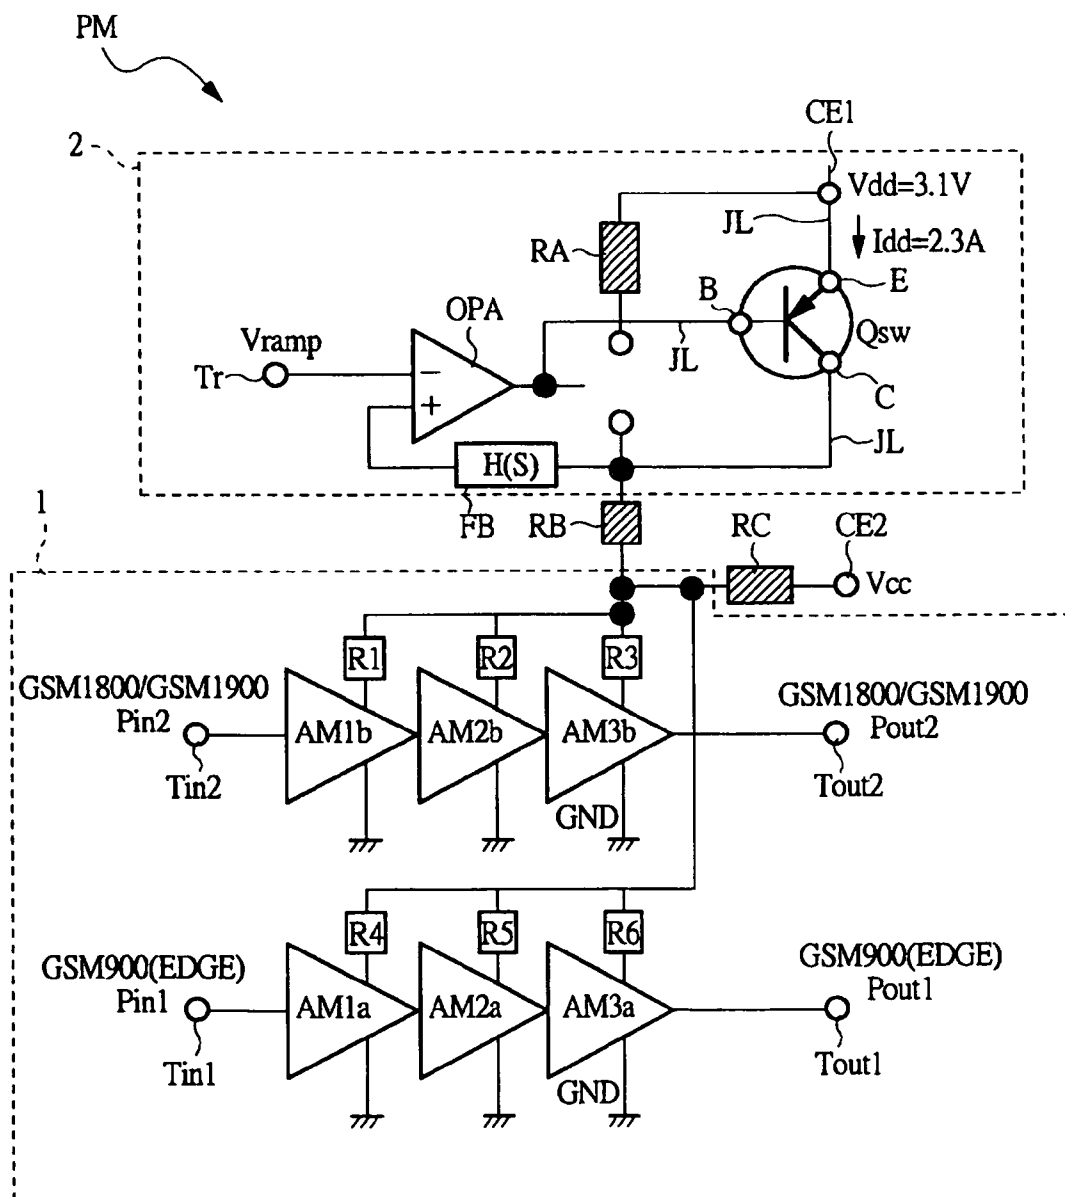 PM
CE1
2
Vdd=3.1V
JL
Idd=2.3A
RA
E
B
OPA
Qsw
Vramp
JL
Tr
−
C
+
JL
H(S)
1
FB
RB
RC
CE2
Vcc
R1
R2
R3
GSM1800/GSM1900
GSM1800/GSM1900
Pin2
Pout2
AM1b
AM2b
AM3b
Tin2
Tout2
GND
R4
R5
R6
GSM900(EDGE)
GSM900(EDGE)
Pin1
Pout1
AM1a
AM2a
AM3a
Tin1
Tout1
GND